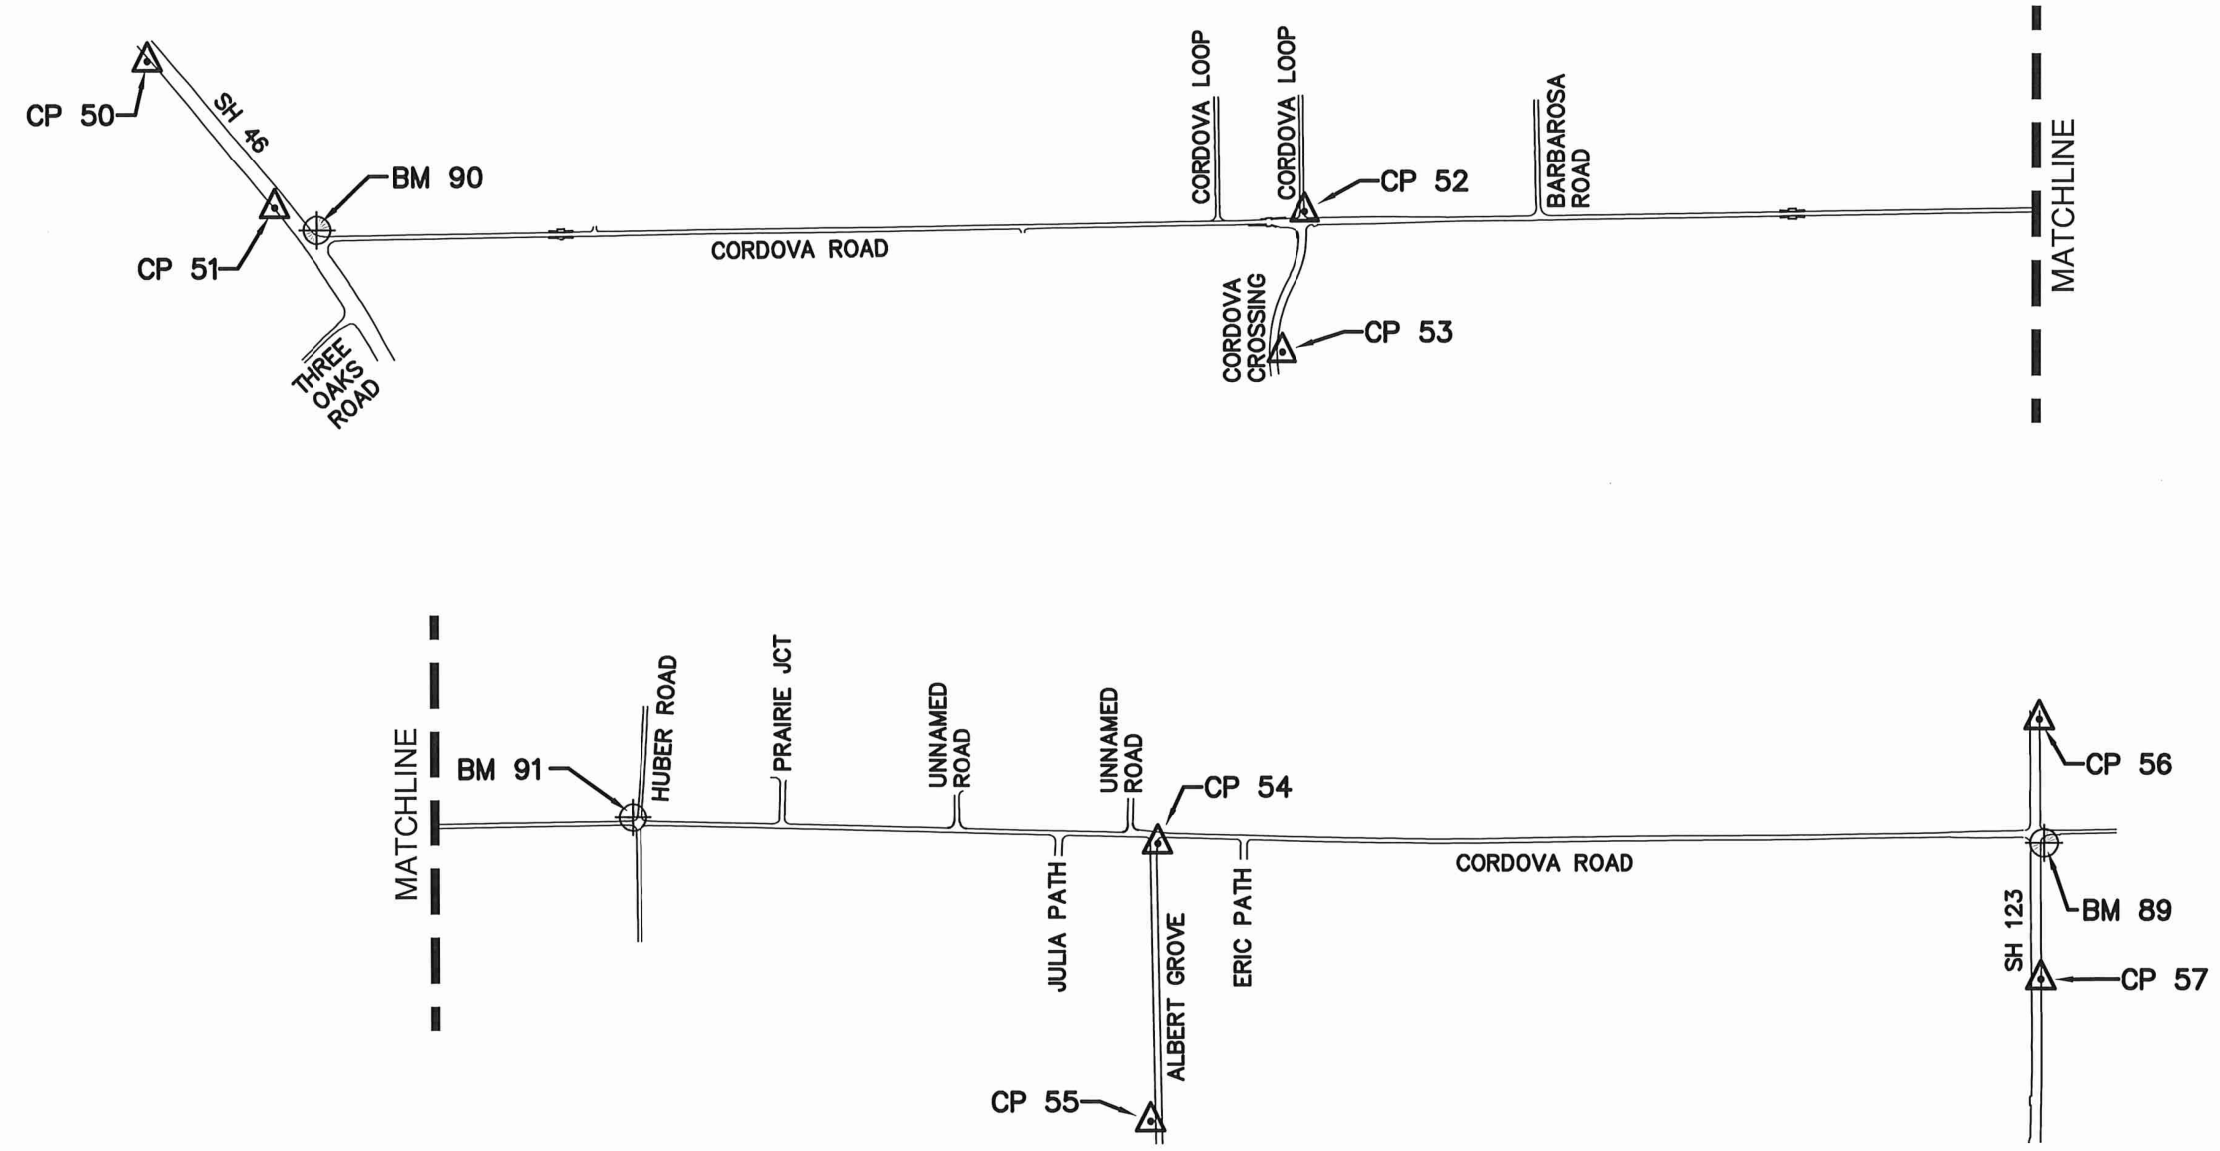 CP 50
SH 46
BM 90
CP 51
THREE
OAKS
ROAD
CORDOVA ROAD
CORDOVA LOOP
CORDOVA LOOP
CP 52
BARBAROSA
ROAD
CORDOVA
CROSSING
CP 53
MATCHLINE
MATCHLINE
BM 91
HUBER ROAD
PRAIRIE JCT
UNNAMED
ROAD
UNNAMED
ROAD
CP 54
JULIA PATH
ALBERT GROVE
ERIC PATH
CP 55
CORDOVA ROAD
CP 56
BM 89
SH 123
CP 57